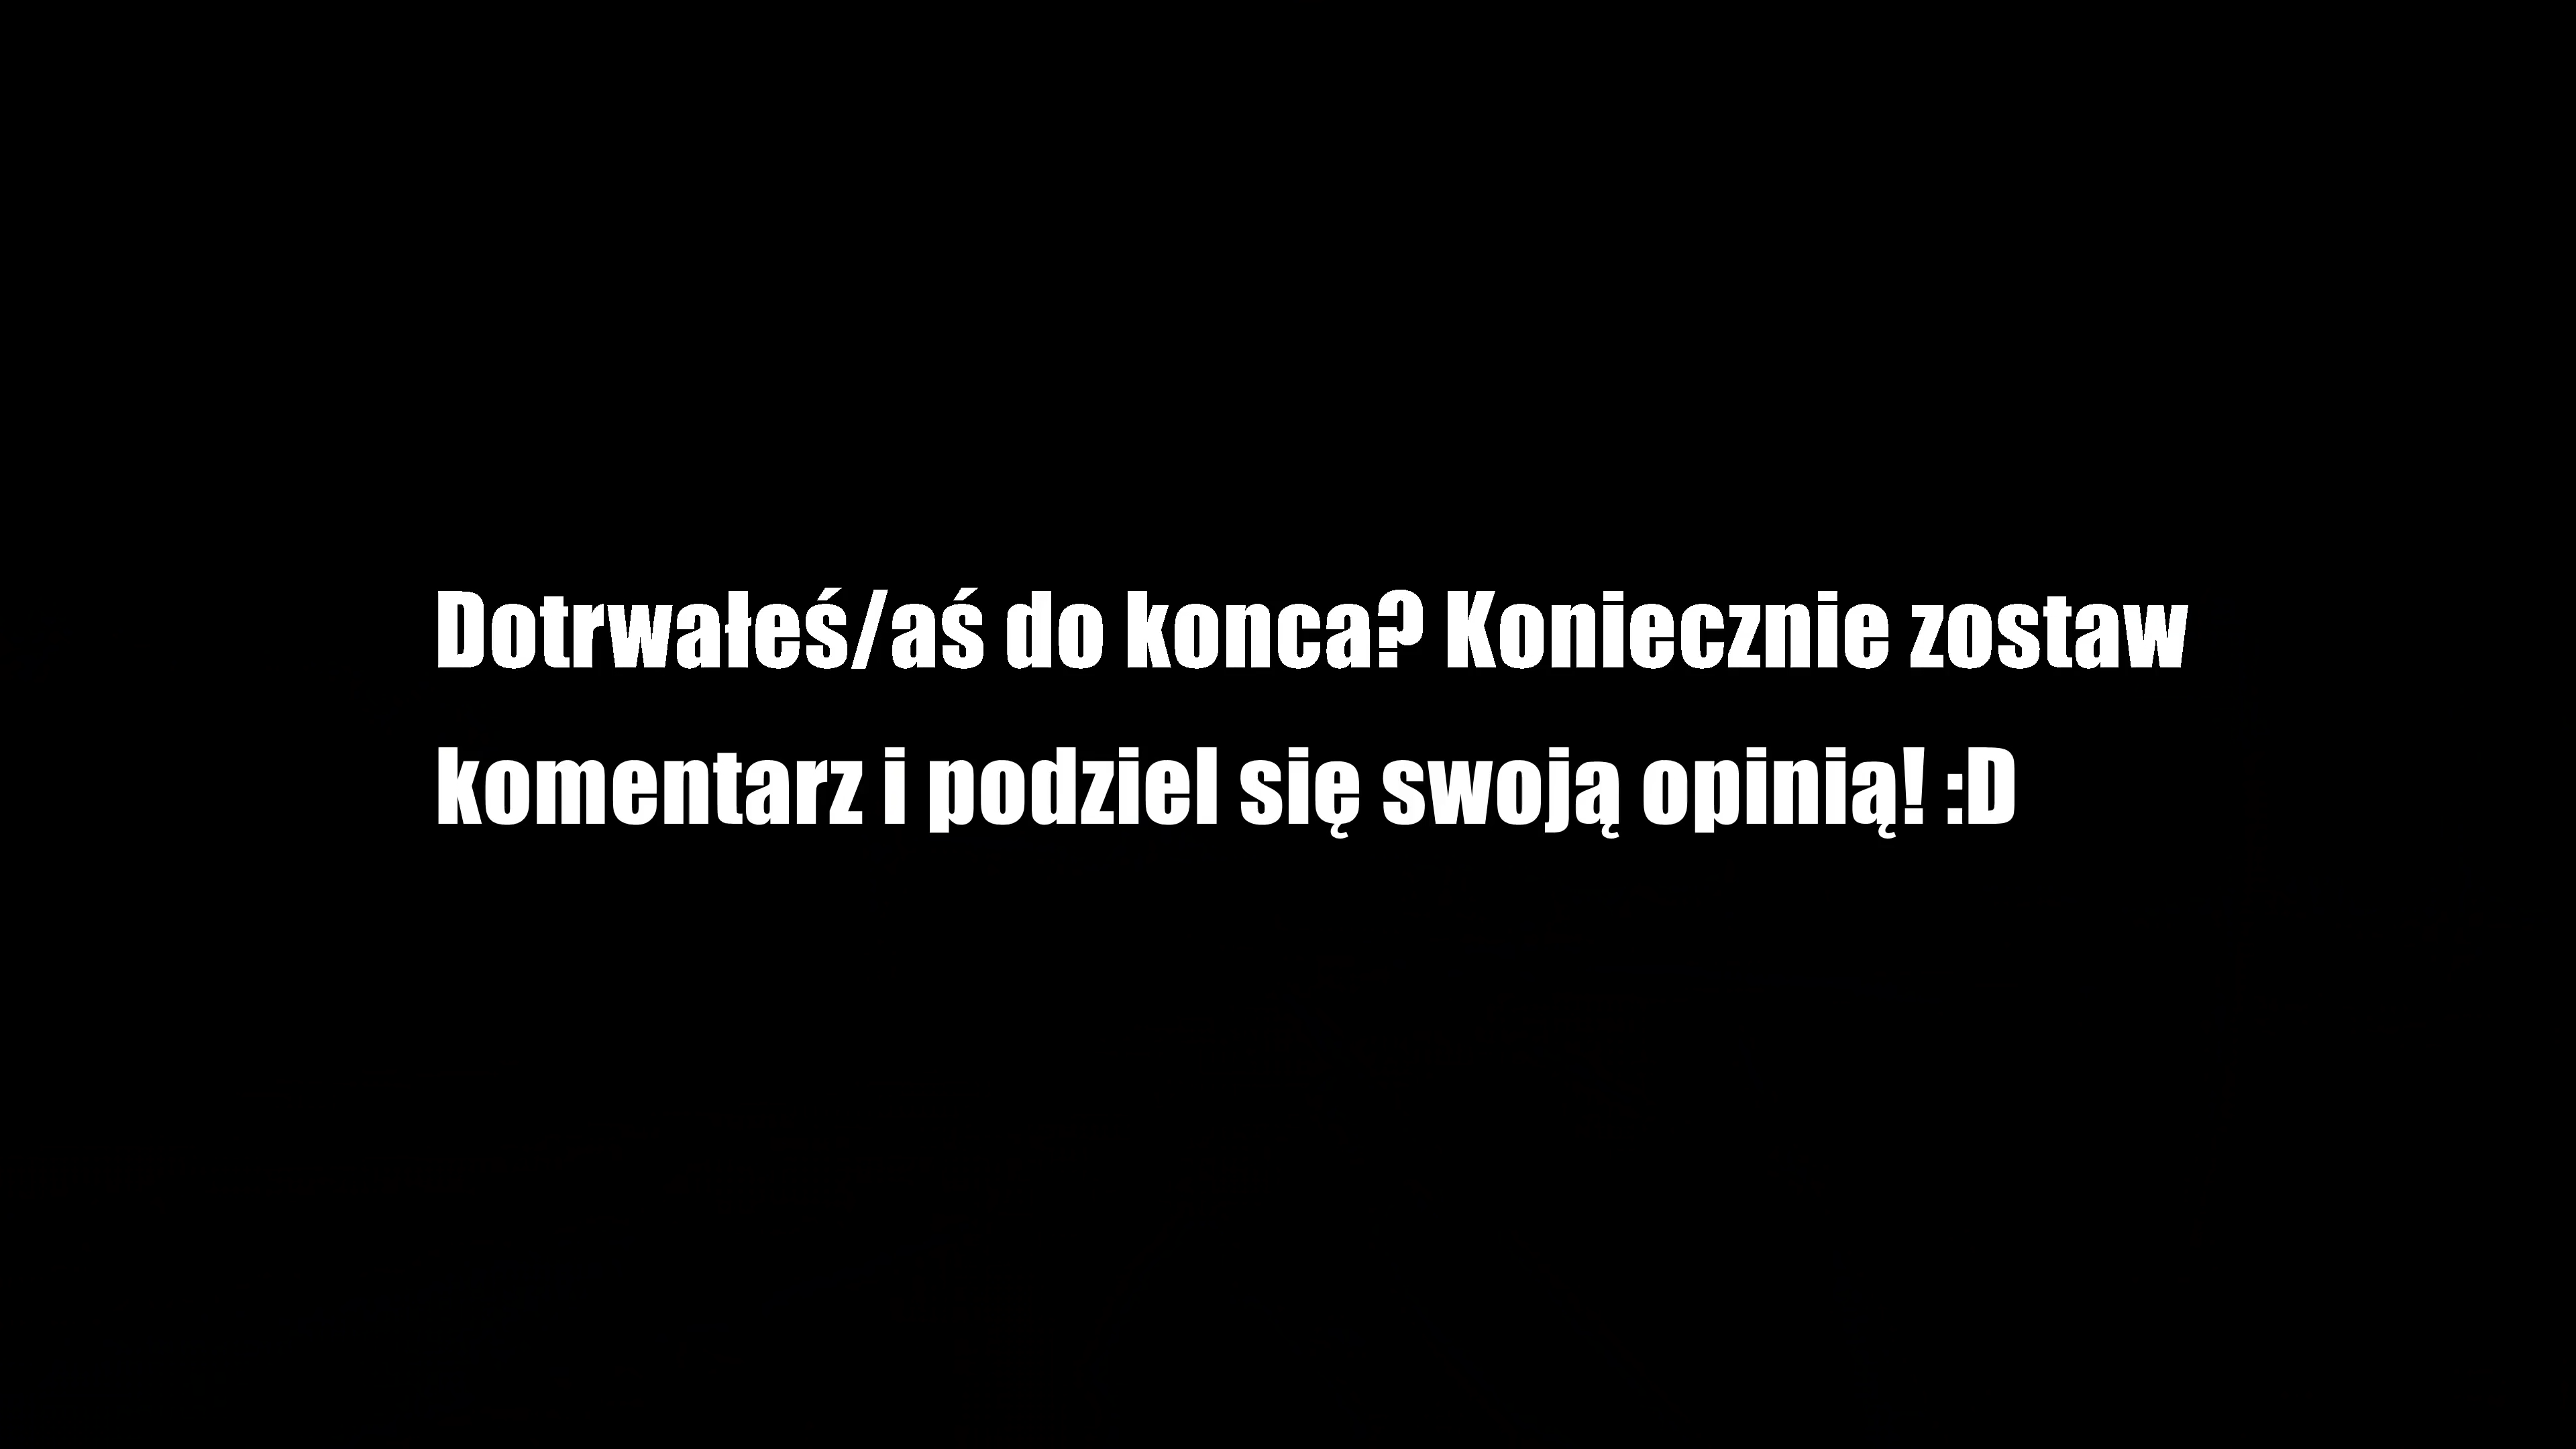 Dotrwałeś/aś do konca? Koniecznie zostaw
komentarz i podziel się swoją opinią! :D